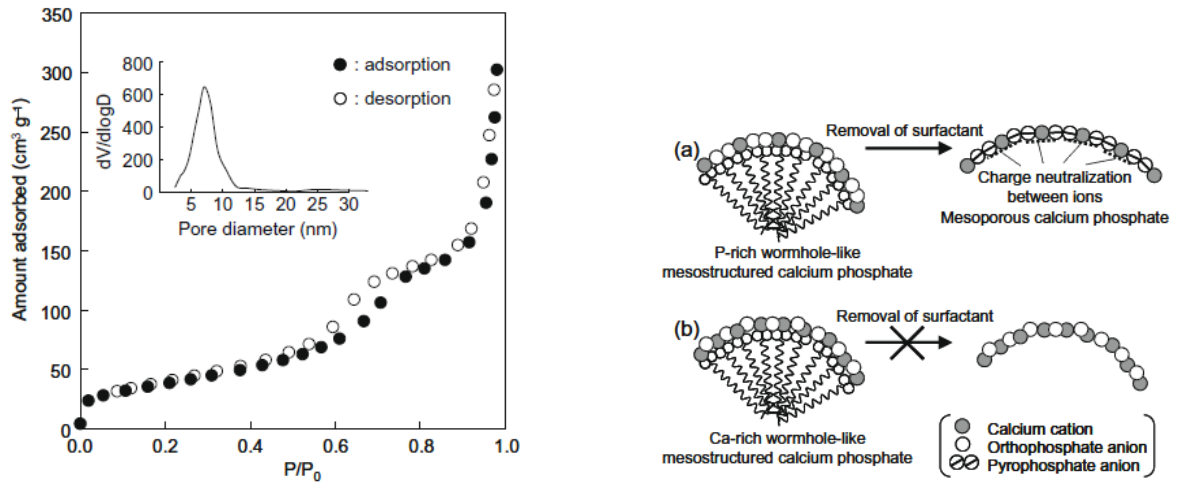 350
300
250
200
150
100
50
0
Amount adsorbed (cm³ g⁻¹)
0.0 0.2 0.4 0.6 0.8 1.0
P/P₀
800
600
400
200
0
dV/dlogD
5 10 15 20 25 30
Pore diameter (nm)
: adsorption
: desorption
(a)
Removal of surfactant
Charge neutralization
between ions
Mesoporous calcium phosphate
P-rich wormhole-like
mesostructured calcium phosphate
(b)
Removal of surfactant
Ca-rich wormhole-like
mesostructured calcium phosphate
Calcium cation
Orthophosphate anion
Pyrophosphate anion